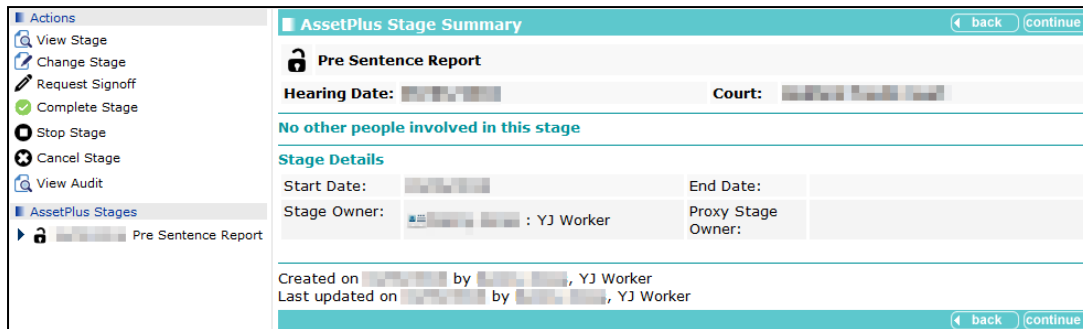 Actions
View Stage
Change Stage
Request Signoff
Complete Stage
Stop Stage
Cancel Stage
View Audit
AssetPlus Stages
Pre Sentence Report
AssetPlus Stage Summary back continue
Pre Sentence Report
Hearing Date: Court:
No other people involved in this stage
Stage Details
Start Date: End Date:
Stage Owner: : YJ Worker Proxy Stage
Owner:
Created on by , YJ Worker
Last updated on by , YJ Worker
back continue